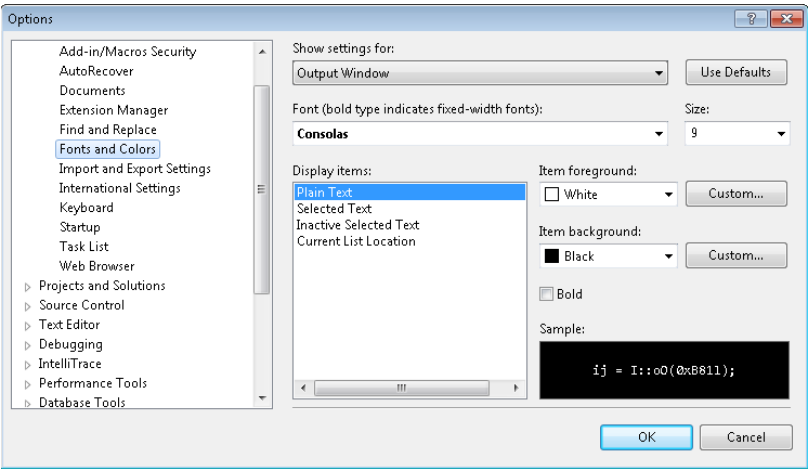 Options
Add-in/Macros Security
AutoRecover
Documents
Extension Manager
Find and Replace
Fonts and Colors
Import and Export Settings
International Settings
Keyboard
Startup
Task List
Web Browser
Projects and Solutions
Source Control
Text Editor
Debugging
IntelliTrace
Performance Tools
Database Tools
Show settings for:
Output Window
Use Defaults
Font (bold type indicates fixed-width fonts):
Size:
Consolas
9
Display items:
Plain Text
Selected Text
Inactive Selected Text
Current List Location
Item foreground:
White
Custom...
Item background:
Black
Custom...
Bold
Sample:
ij = I::oO(0xB81l);
OK
Cancel